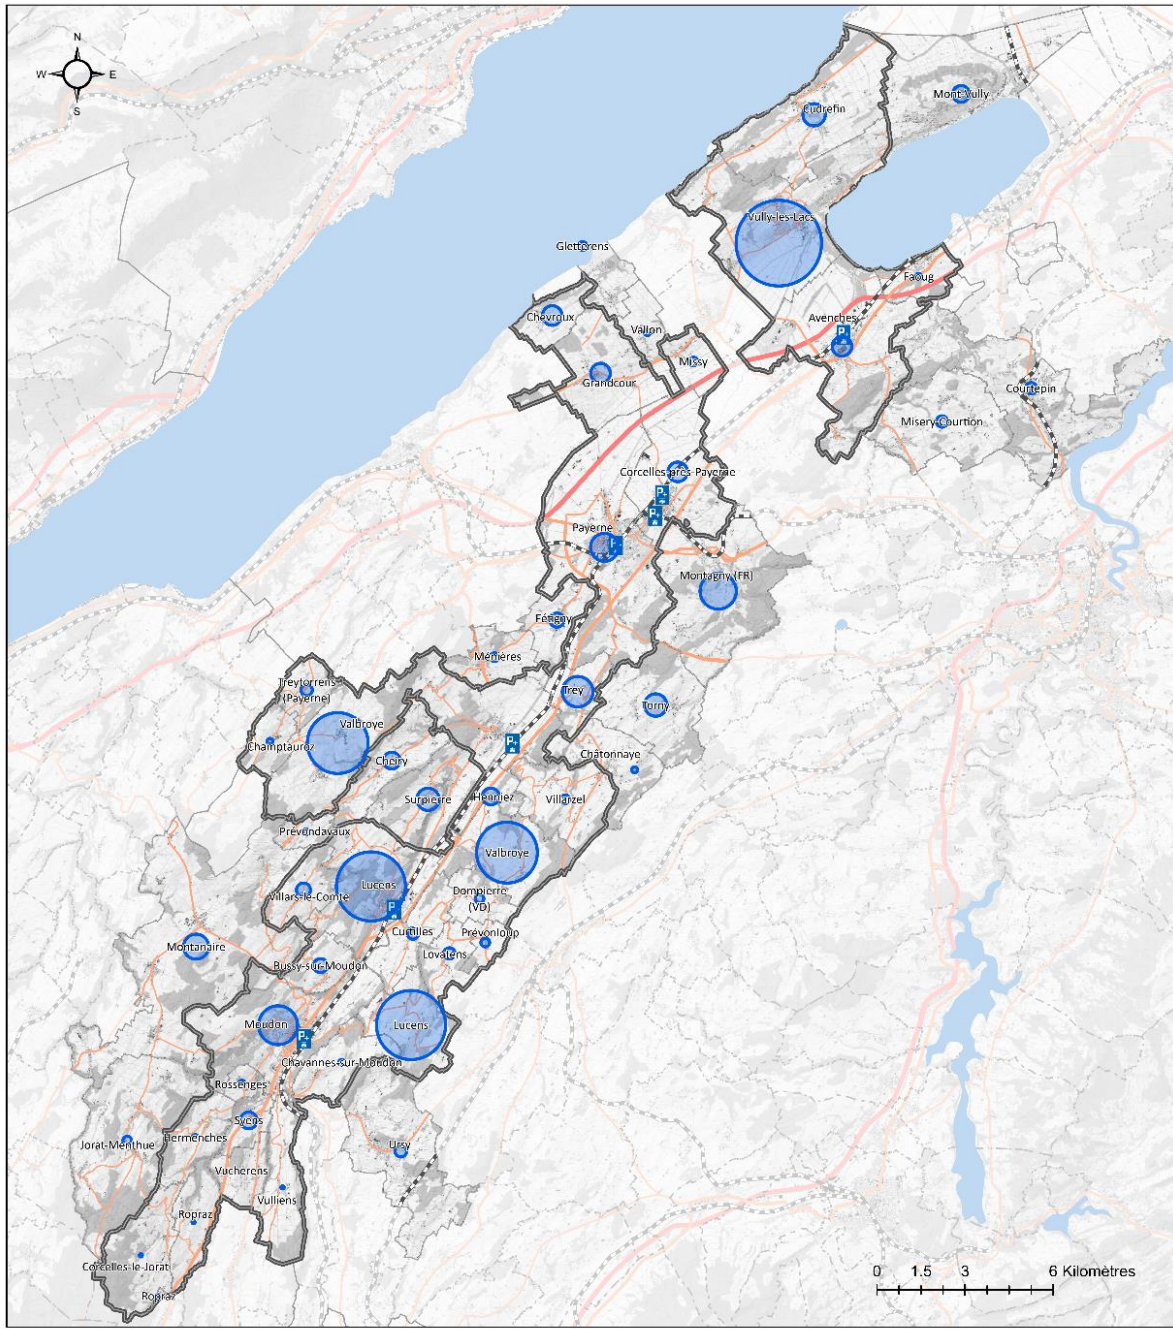 N
W E
S
Cudrefin
Mont-Vully
Vully-les-Lacs
Gletterens
Faoug
Chevroux
Avenches
Vallon
P+
Missy
Grandcour
Courtepin
Misery-Courtion
Corcelles-près-Payerne
P+
P+
Payerne
P+
Montagny (FR)
Fétigny
Ménières
Treytorrens
(Payerne)
Trey
Torny
Valbroye
Champtauroz
P+
Cheiry
Châtonnaye
Surpierre
Henniez
Villarzel
Prévondavaux
Valbroye
Lucens
Villars-le-Comte
Dompierre
(VD)
P+
Curtilles
Prévonloup
Montanaire
Lovatens
Bussy-sur-Moudon
Moudon
Lucens
P+
Chavannes-sur-Moudon
Rossenges
Syens
Jorat-Menthue
Hermenches
Ursy
Vucherens
Vulliens
Ropraz
Corcelles-le-Jorat
Ropraz
0 1.5 3 6 Kilomètres